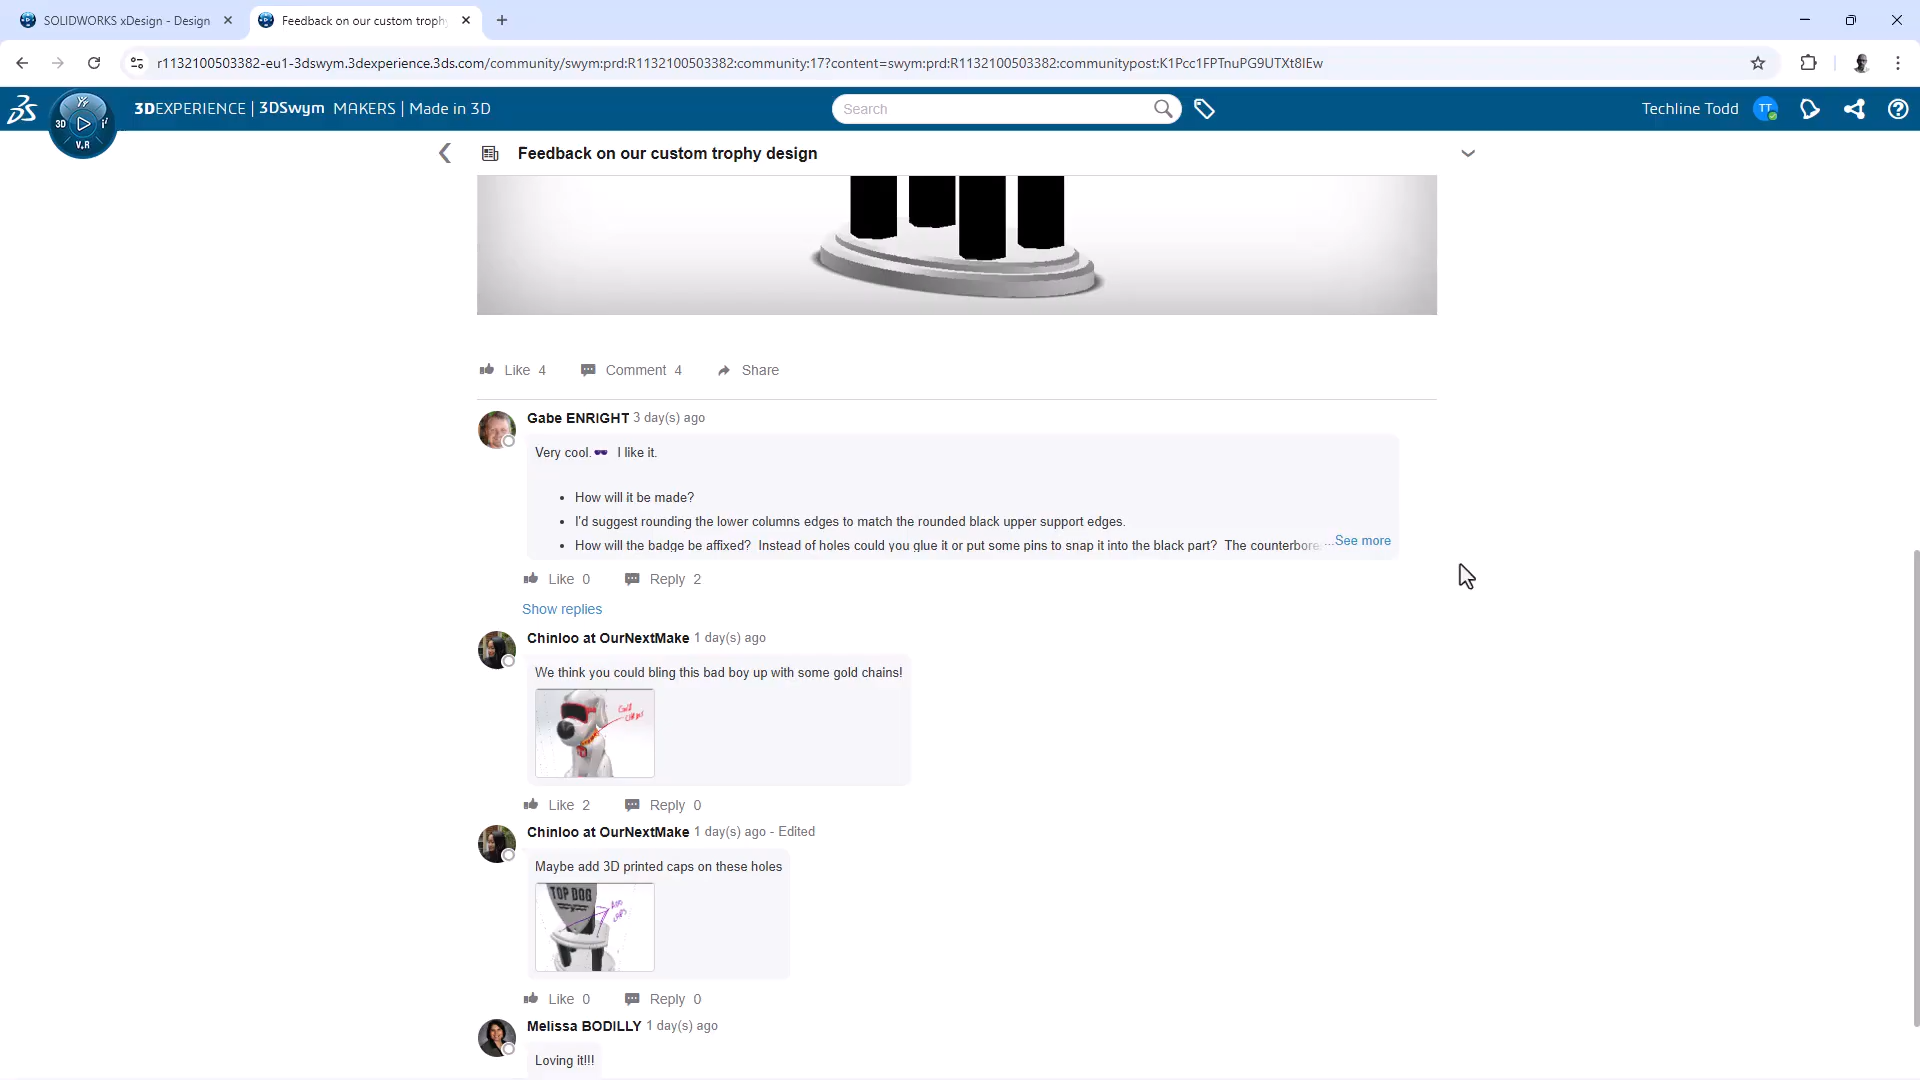 SOLIDWORKS xDesign - Design
Feedback on our custom troph
r1132100503382-eu1-3dswym.3dexperience.3ds.com/community/swym:prd:R1132100503382:community:17?content=swym:prd:R1132100503382:communitypost:K1Pcc1FPTnuPG9UTXt8IEw
3D
V.R
3DEXPERIENCE | 3DSwym MAKERS | Made in 3D
Search
Techline Todd
TT
Feedback on our custom trophy design
Like 4
Comment 4
Share
Gabe ENRIGHT 3 day(s) ago
Very cool. I like it.
• How will it be made?
• I'd suggest rounding the lower columns edges to match the rounded black upper support edges.
• How will the badge be affixed? Instead of holes could you glue it or put some pins to snap it into the black part? The counterbore ...See more
Like 0
Reply 2
Show replies
Chinloo at OurNextMake 1 day(s) ago
We think you could bling this bad boy up with some gold chains!
Gold
Like 2
Reply 0
Chinloo at OurNextMake 1 day(s) ago - Edited
Maybe add 3D printed caps on these holes
TOP DOG
ADD
CAPS
Like 0
Reply 0
Melissa BODILLY 1 day(s) ago
Loving it!!!